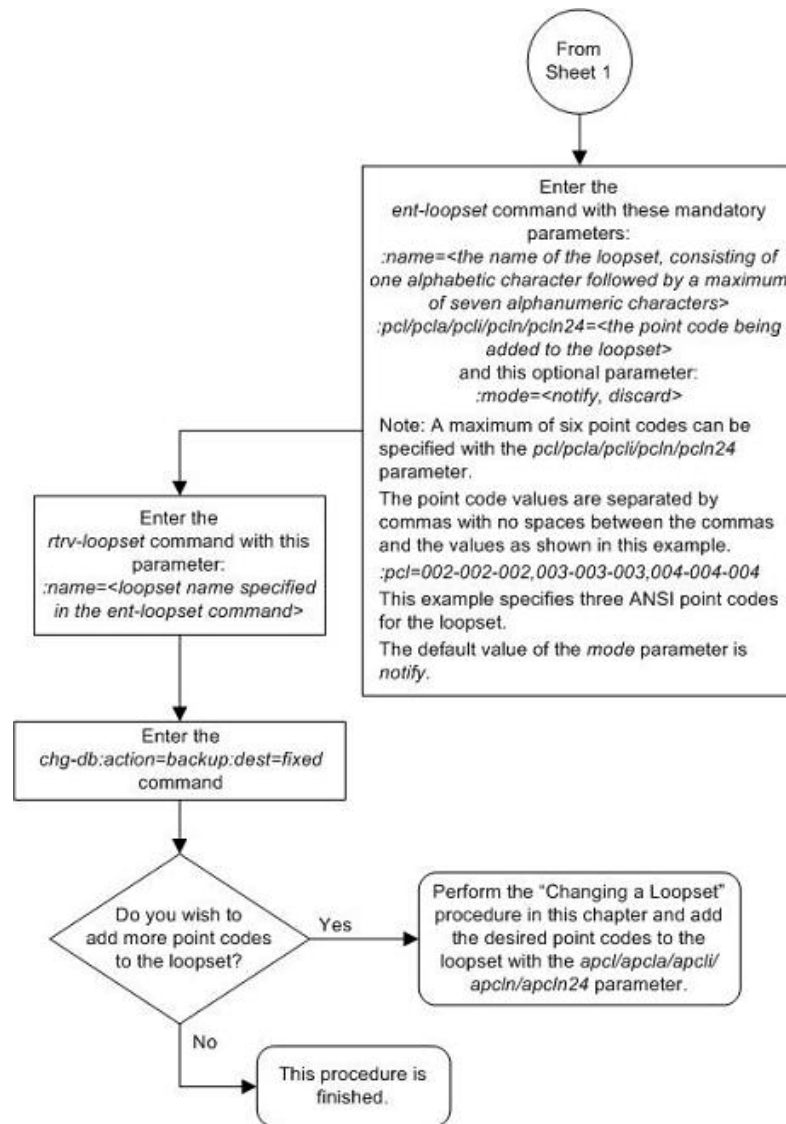 From
Sheet 1
Enter the
ent-loopset command with these mandatory
parameters:
:name=<the name of the loopset, consisting of
one alphabetic character followed by a maximum
of seven alphanumeric characters>
:pcl/pcla/pcli/pcln/pcln24=<the point code being
added to the loopset>
and this optional parameter:
:mode=<notify, discard>
Note: A maximum of six point codes can be
specified with the pcl/pcla/pcli/pcln/pcln24
parameter.
The point code values are separated by
commas with no spaces between the commas
and the values as shown in this example.
:pcl=002-002-002,003-003-003,004-004-004
This example specifies three ANSI point codes
for the loopset.
The default value of the mode parameter is
notify.
Enter the
rtrv-loopset command with this
parameter:
:name=<loopset name specified
in the ent-loopset command>
Enter the
chg-db:action=backup:dest=fixed
command
Do you wish to
add more point codes
to the loopset?
Yes
Perform the “Changing a Loopset”
procedure in this chapter and add
the desired point codes to the
loopset with the apcl/apcla/apcli/
apcln/apcln24 parameter.
No
This procedure is
finished.